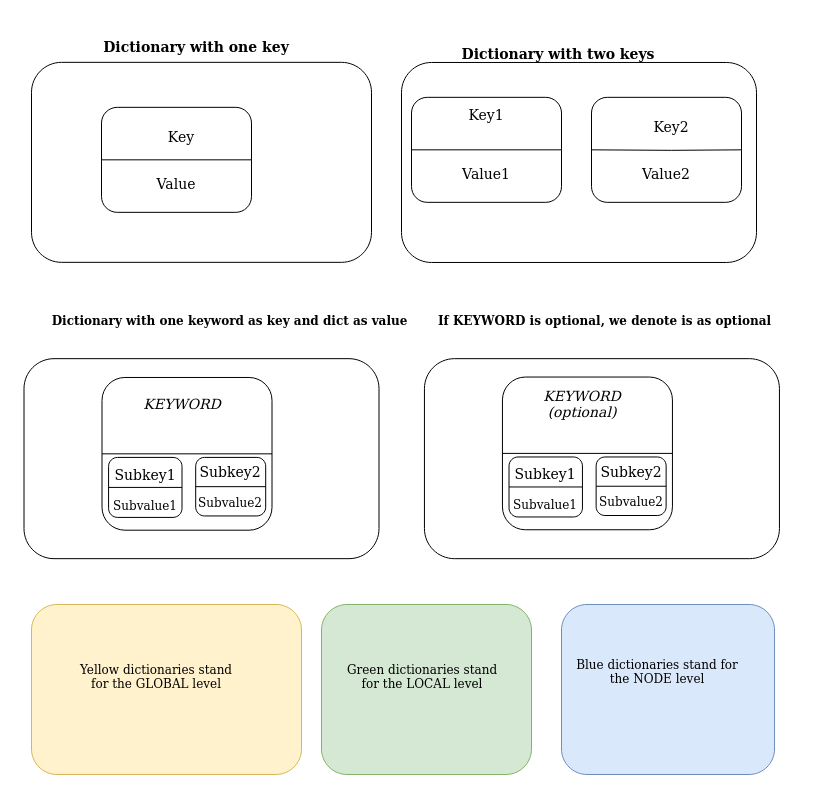 Dictionary with one key
Dictionary with two keys
Key
Value
Key1
Value1
Key2
Value2
Dictionary with one keyword as key and dict as value
If KEYWORD is optional, we denote is as optional
KEYWORD
Subkey1
Subvalue1
Subkey2
Subvalue2
KEYWORD
(optional)
Subkey1
Subvalue1
Subkey2
Subvalue2
Yellow dictionaries stand
for the GLOBAL level
Green dictionaries stand
for the LOCAL level
Blue dictionaries stand for
the NODE level